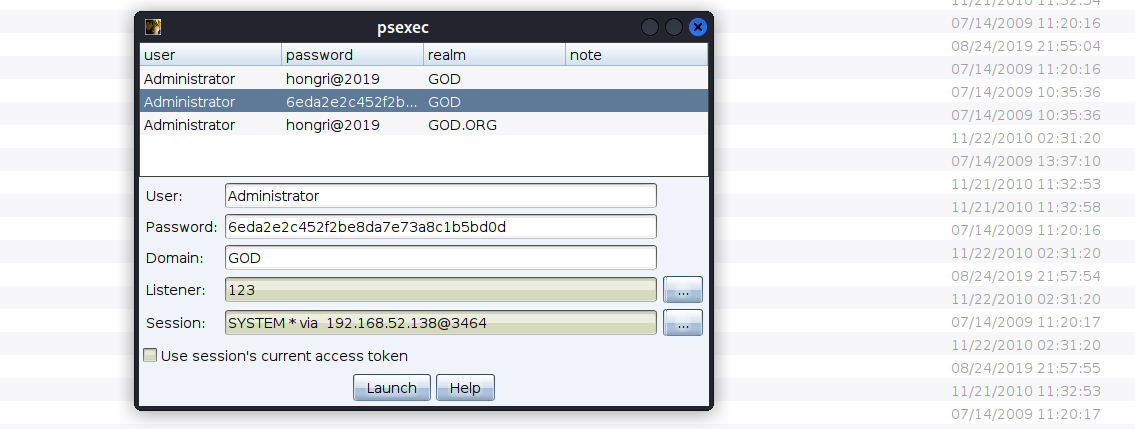 11/21/2010 11:32:54
psexec
user password realm note
Administrator hongri@2019 GOD
Administrator 6eda2e2c452f2b... GOD
Administrator hongri@2019 GOD.ORG
User: Administrator
Password: 6eda2e2c452f2be8da7e73a8c1b5bd0d
Domain: GOD
Listener: 123 ...
Session: SYSTEM * via 192.168.52.138@3464 ...
Use session's current access token
Launch Help
07/14/2009 11:20:16
08/24/2019 21:55:04
07/14/2009 11:20:16
07/14/2009 10:35:36
07/14/2009 10:35:36
11/22/2010 02:31:20
07/14/2009 13:37:10
11/21/2010 11:32:53
11/21/2010 11:32:58
07/14/2009 11:20:16
11/22/2010 02:31:20
08/24/2019 21:57:54
11/22/2010 02:31:20
07/14/2009 11:20:17
11/22/2010 02:31:20
08/24/2019 21:57:55
11/21/2010 11:32:53
07/14/2009 11:20:17